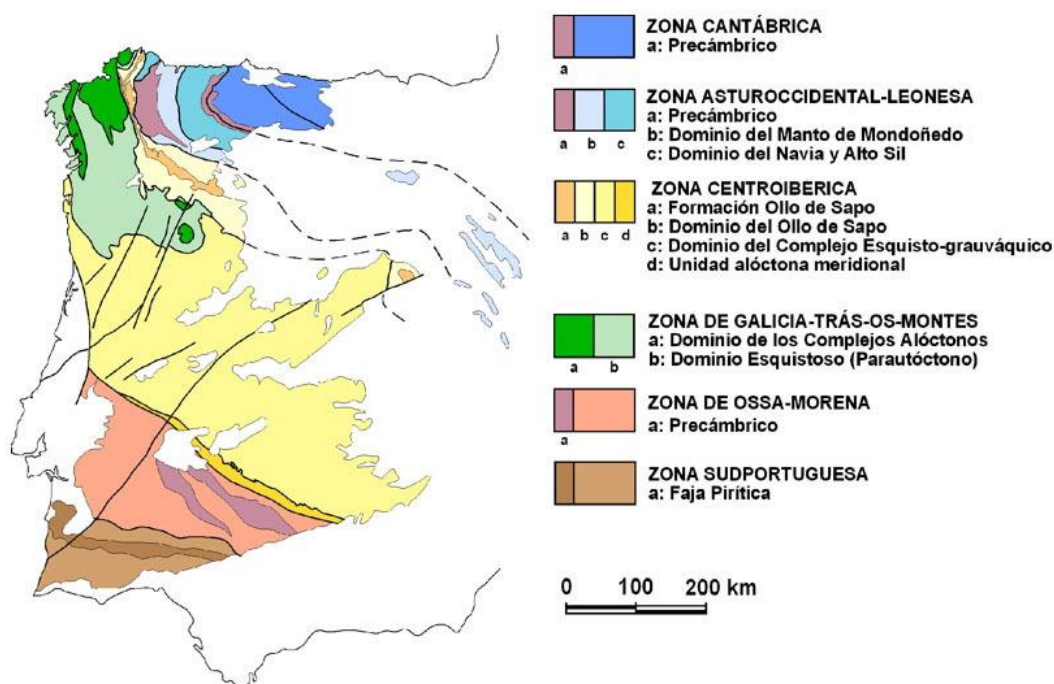 ZONA CANTÁBRICA
a: Precámbrico
a
ZONA ASTUROCCIDENTAL-LEONESA
a: Precámbrico
b: Dominio del Manto de Mondoñedo
c: Dominio del Navia y Alto Sil
a b c
ZONA CENTROIBERICA
a: Formación Ollo de Sapo
b: Dominio del Ollo de Sapo
c: Dominio del Complejo Esquisto-grauváquico
d: Unidad alóctona meridional
a b c d
ZONA DE GALICIA-TRÁS-OS-MONTES
a: Dominio de los Complejos Alóctonos
b: Dominio Esquistoso (Parautóctono)
a b
ZONA DE OSSA-MORENA
a: Precámbrico
a
ZONA SUDPORTUGUESA
a: Faja Pirítica
0 100 200 km